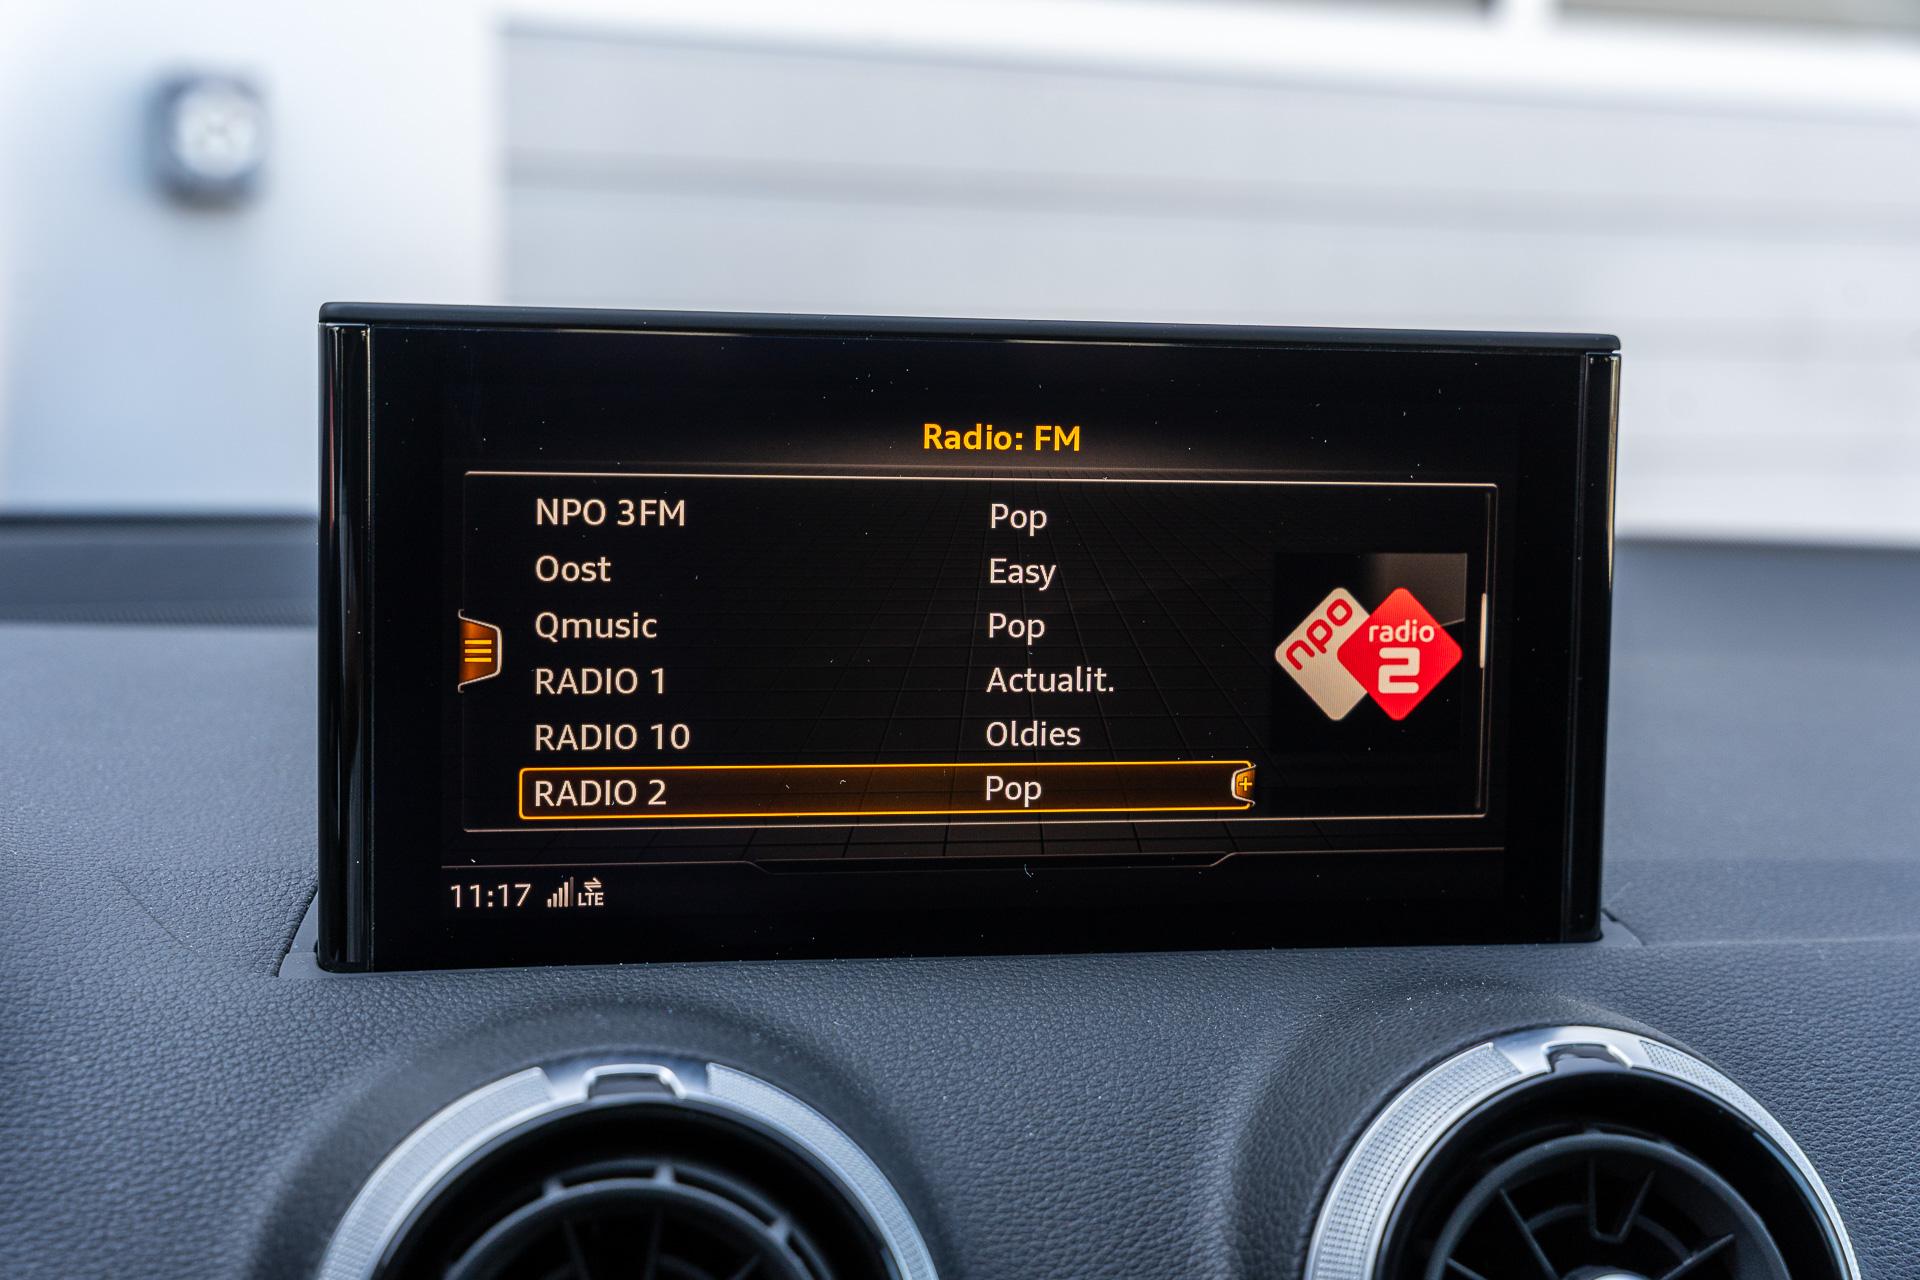 Radio: FM
NPO 3FM Pop
Oost Easy
Qmusic Pop
RADIO 1 Actualit.
RADIO 10 Oldies
RADIO 2 Pop
npo
radio
2
11:17 LTE